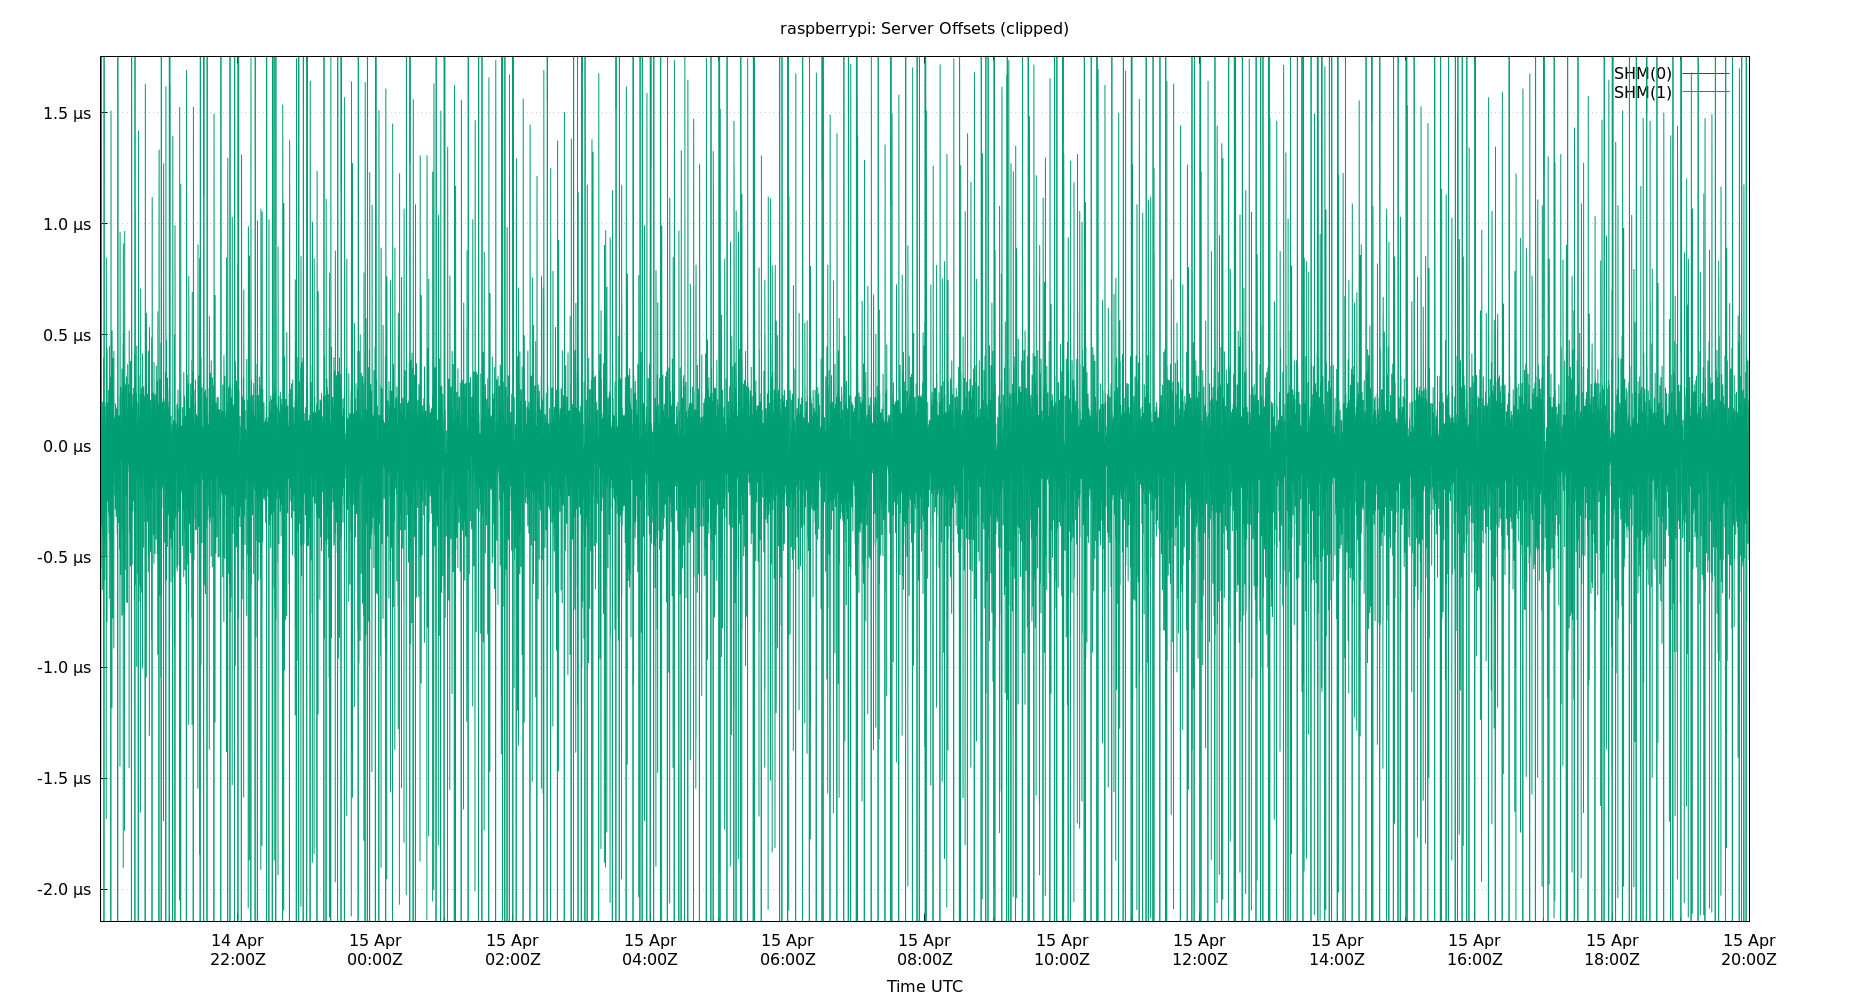 raspberrypi: Server Offsets (clipped)
SHM(0)
SHM(1)
1.5 µs
1.0 µs
0.5 µs
0.0 µs
-0.5 µs
-1.0 µs
-1.5 µs
-2.0 µs
14 Apr 15 Apr 15 Apr 15 Apr 15 Apr 15 Apr 15 Apr 15 Apr 15 Apr 15 Apr 15 Apr 15 Apr
22:00Z 00:00Z 02:00Z 04:00Z 06:00Z 08:00Z 10:00Z 12:00Z 14:00Z 16:00Z 18:00Z 20:00Z
Time UTC